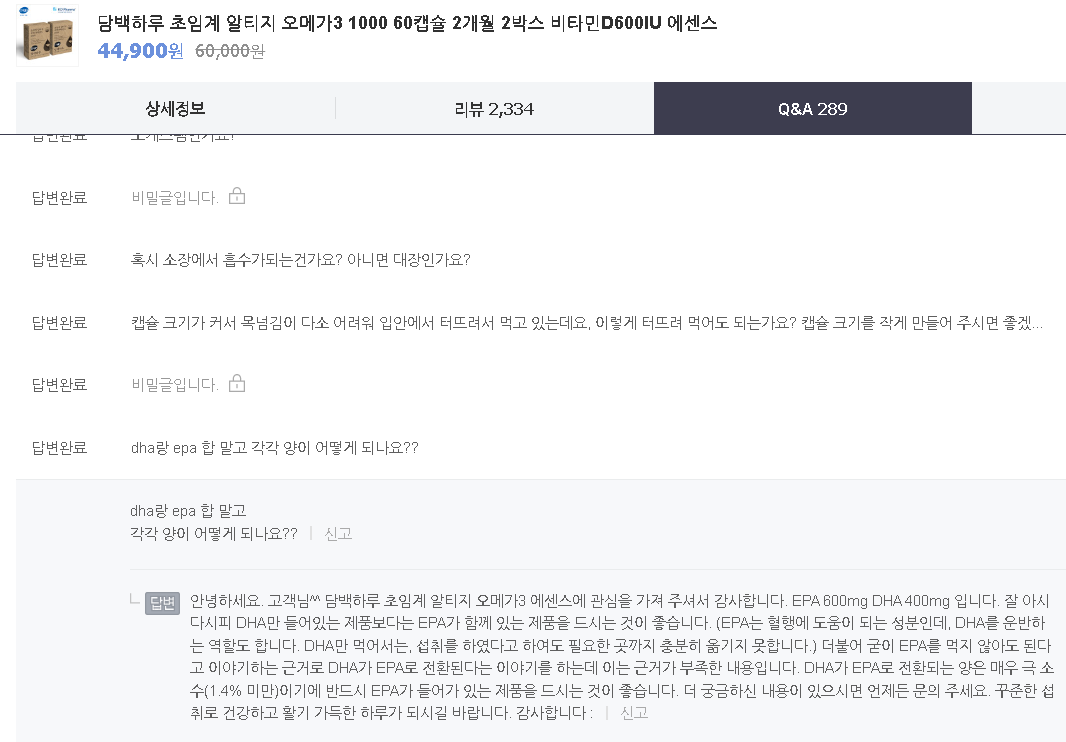 담백하루 초임계 알티지 오메가3 1000 60캡슐 2개월 2박스 비타민D600IU 에센스
44,900원 60,000원
상세정보 리뷰 2,334 Q&A 289
답변완료
답변완료 비밀글입니다.
답변완료 혹시 소장에서 흡수가되는건가요? 아니면 대장인가요?
답변완료 캡슐 크기가 커서 목넘김이 다소 어려워 입안에서 터뜨려서 먹고 있는데요, 이렇게 터뜨려 먹어도 되는가요? 캡슐 크기를 작게 만들어 주시면 좋겠...
답변완료 비밀글입니다.
답변완료 dha랑 epa 합 말고 각각 양이 어떻게 되나요??
dha랑 epa 합 말고
각각 양이 어떻게 되나요?? 신고
답변 안녕하세요. 고객님^^ 담백하루 초임계 알티지 오메가3 에센스에 관심을 가져 주셔서 감사합니다. EPA 600mg DHA 400mg 입니다. 잘 아시
다시피 DHA만 들어있는 제품보다는 EPA가 함께 있는 제품을 드시는 것이 좋습니다. (EPA는 혈행에 도움이 되는 성분인데, DHA를 운반하
는 역할도 합니다. DHA만 먹어서는, 섭취를 하였다고 하여도 필요한 곳까지 충분히 옮기지 못합니다.) 더불어 굳이 EPA를 먹지 않아도 된다
고 이야기하는 근거로 DHA가 EPA로 전환된다는 이야기를 하는데 이는 근거가 부족한 내용입니다. DHA가 EPA로 전환되는 양은 매우 극 소
수(1.4% 미만)이기에 반드시 EPA가 들어가 있는 제품을 드시는 것이 좋습니다. 더 궁금하신 내용이 있으시면 언제든 문의 주세요. 꾸준한 섭
취로 건강하고 활기 가득한 하루가 되시길 바랍니다. 감사합니다 : 신고